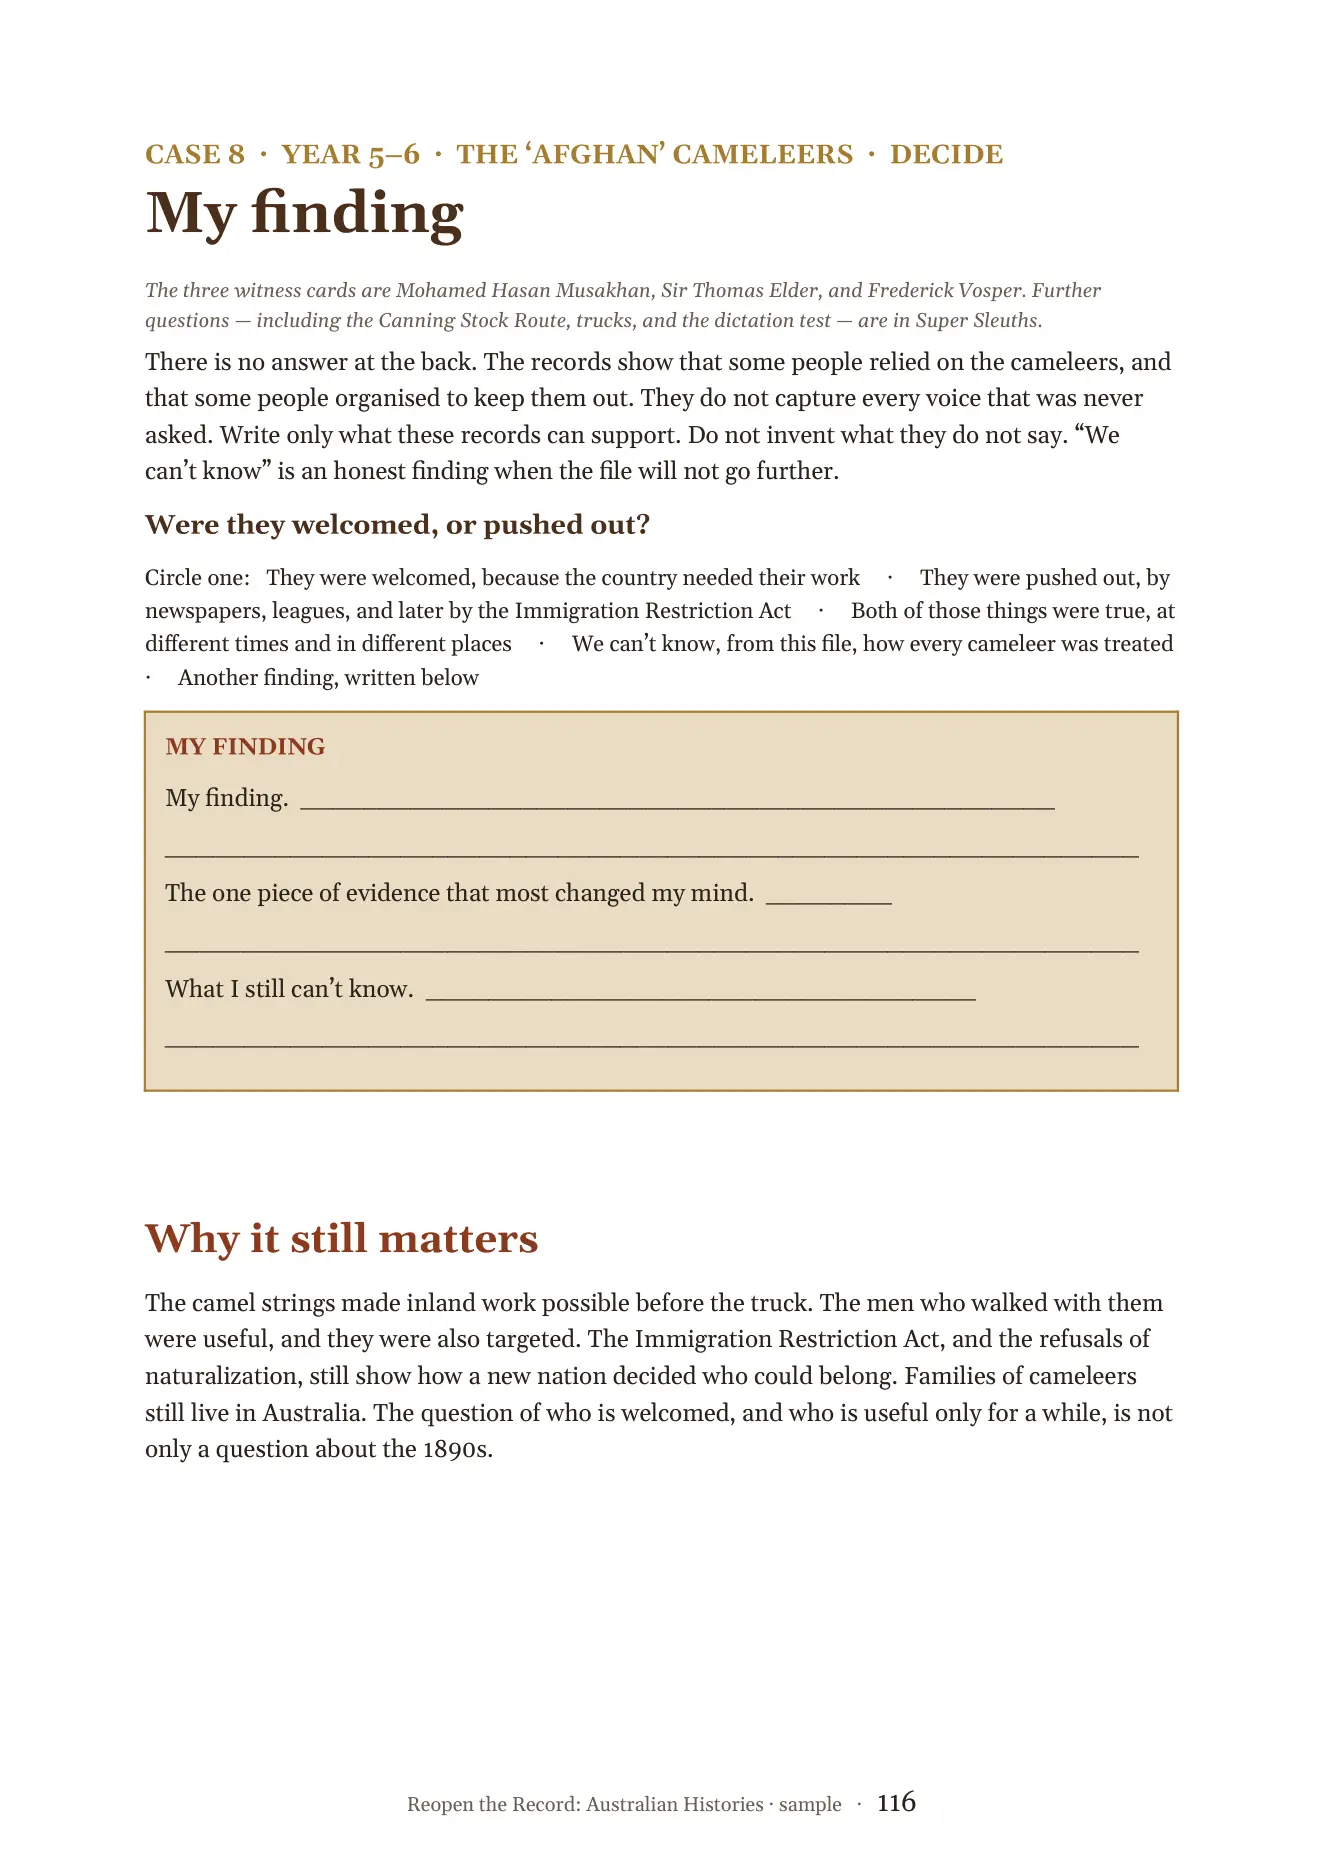 CASE 8 · YEAR 5–6 · THE ‘AFGHAN’ CAMELEERS · DECIDE
My finding
The three witness cards are Mohamed Hasan Musakhan, Sir Thomas Elder, and Frederick Vosper. Further
questions — including the Canning Stock Route, trucks, and the dictation test — are in Super Sleuths.
There is no answer at the back. The records show that some people relied on the cameleers, and
that some people organised to keep them out. They do not capture every voice that was never
asked. Write only what these records can support. Do not invent what they do not say. “We
can’t know” is an honest finding when the file will not go further.
Were they welcomed, or pushed out?
Circle one: They were welcomed, because the country needed their work · They were pushed out, by
newspapers, leagues, and later by the Immigration Restriction Act · Both of those things were true, at
different times and in different places · We can’t know, from this file, how every cameleer was treated
· Another finding, written below
MY FINDING
My finding. ____________________________________________________________
______________________________________________________________________________
The one piece of evidence that most changed my mind. __________
______________________________________________________________________________
What I still can’t know. ____________________________________________
______________________________________________________________________________
Why it still matters
The camel strings made inland work possible before the truck. The men who walked with them
were useful, and they were also targeted. The Immigration Restriction Act, and the refusals of
naturalization, still show how a new nation decided who could belong. Families of cameleers
still live in Australia. The question of who is welcomed, and who is useful only for a while, is not
only a question about the 1890s.
Reopen the Record: Australian Histories · sample · 116